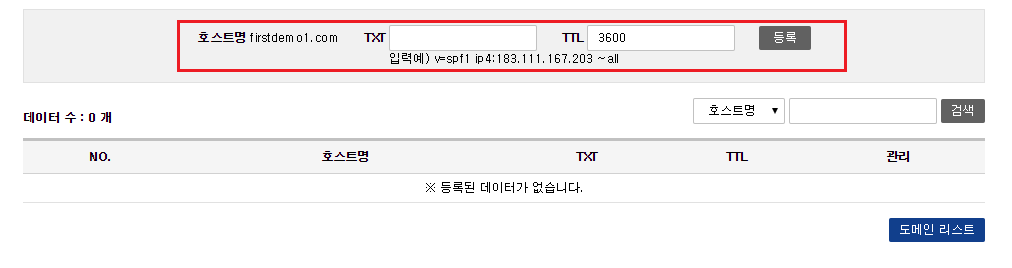 호스트명 firstdemo1.com TXT TTL 3600 등록
입력예) v=spf1 ip4:183.111.167.203 ~all
데이터 수 : 0 개 호스트명 ▼ 검색
NO. 호스트명 TXT TTL 관리
※ 등록된 데이터가 없습니다.
도메인 리스트